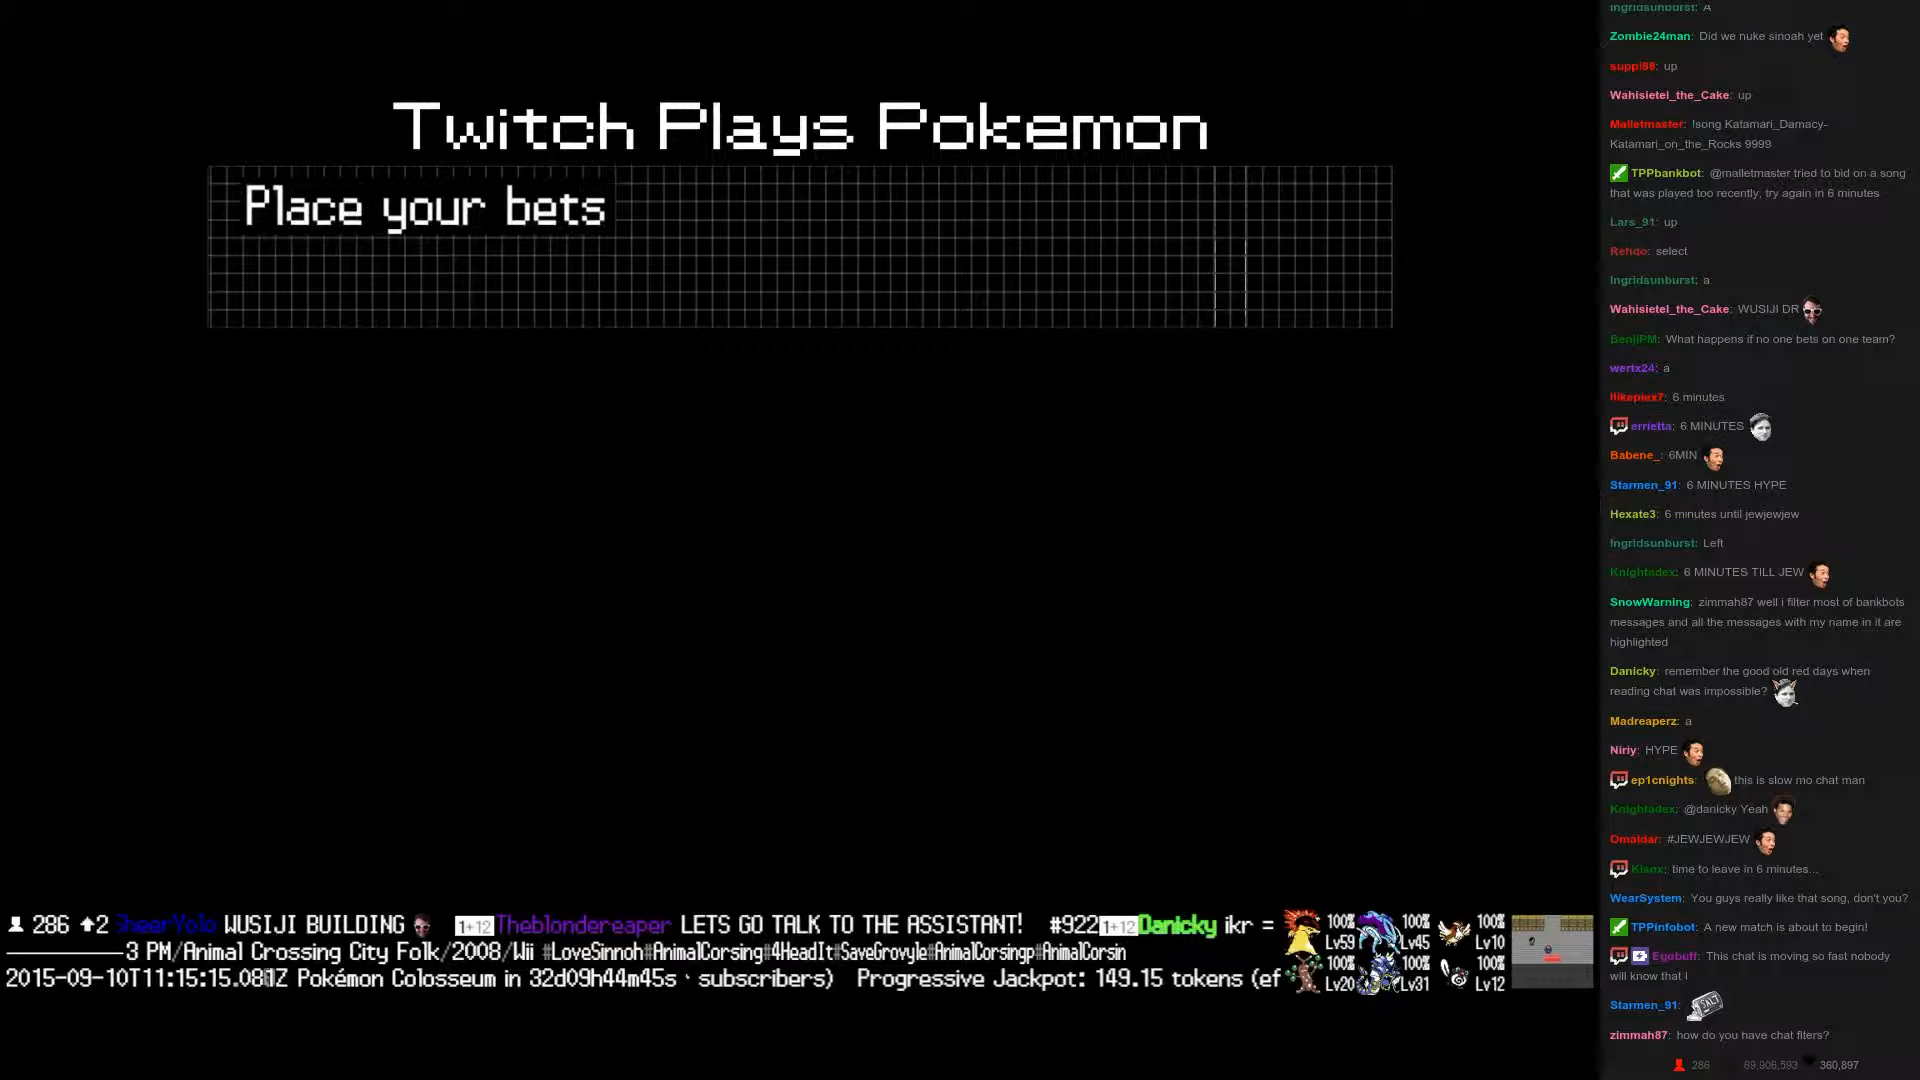 Twitch Plays Pokemon
Place your bets
Ingridsunburst: A
Zombie24man: Did we nuke sinoah yet
suppi88: up
Wahisietel_the_Cake: up
Malletmaster: !song Katamari_Damacy-
Katamari_on_the_Rocks 9999
TPPbankbot: @malletmaster tried to bid on a song
that was played too recently, try again in 6 minutes
Lars_91: up
select
Ingridsunburst: a
Wahisietel_the_Cake: WUSIJI DR
BenjiPM: What happens if no one bets on one team?
wertx24: a
6 minutes
errietta: 6 MINUTES
Babene_: 6MIN
Starmen_91: 6 MINUTES HYPE
Hexate3: 6 minutes until jewjewjew
Ingridsunburst: Left
Knightadex: 6 MINUTES TILL JEW
SnowWarning: zimmah87 well i filter most of bankbots
messages and all the messages with my name in it are
highlighted
Danicky: remember the good old red days when
reading chat was impossible?
Madreaperz: a
Niriy: HYPE
ep1cnights: this is slow mo chat man
Knightadex: @danicky Yeah
Omaldar: #JEWJEWJEW
time to leave in 6 minutes...
WearSystem: You guys really like that song, don't you?
TPPinfobot: A new match is about to begin!
Egobuff: This chat is moving so fast nobody
will know that I
Starmen_91:
zimmah87: how do you have chat fiters?
286 69,906,593 360,897
286 2 SheerYolo WUSIJI BUILDING 1+12 Theblondereaper LETS GO TALK TO THE ASSISTANT! #922 1+12 Danicky ikr =
3 PM/Animal Crossing City Folk/2008/Wii #LoveSinnoh#AnimalCorsing#4HeadIt#SaveGrovyle#AnimalCorsingp#AnimalCorsin
2015-09-10T11:15:15 Pokémon Colosseum in 32d09h44m45s subscribers) Progressive Jackpot: 149.15 tokens (ef
100% 100% 100%
Lv59 Lv45 Lv10
100% 100% 100%
Lv20 Lv31 Lv12